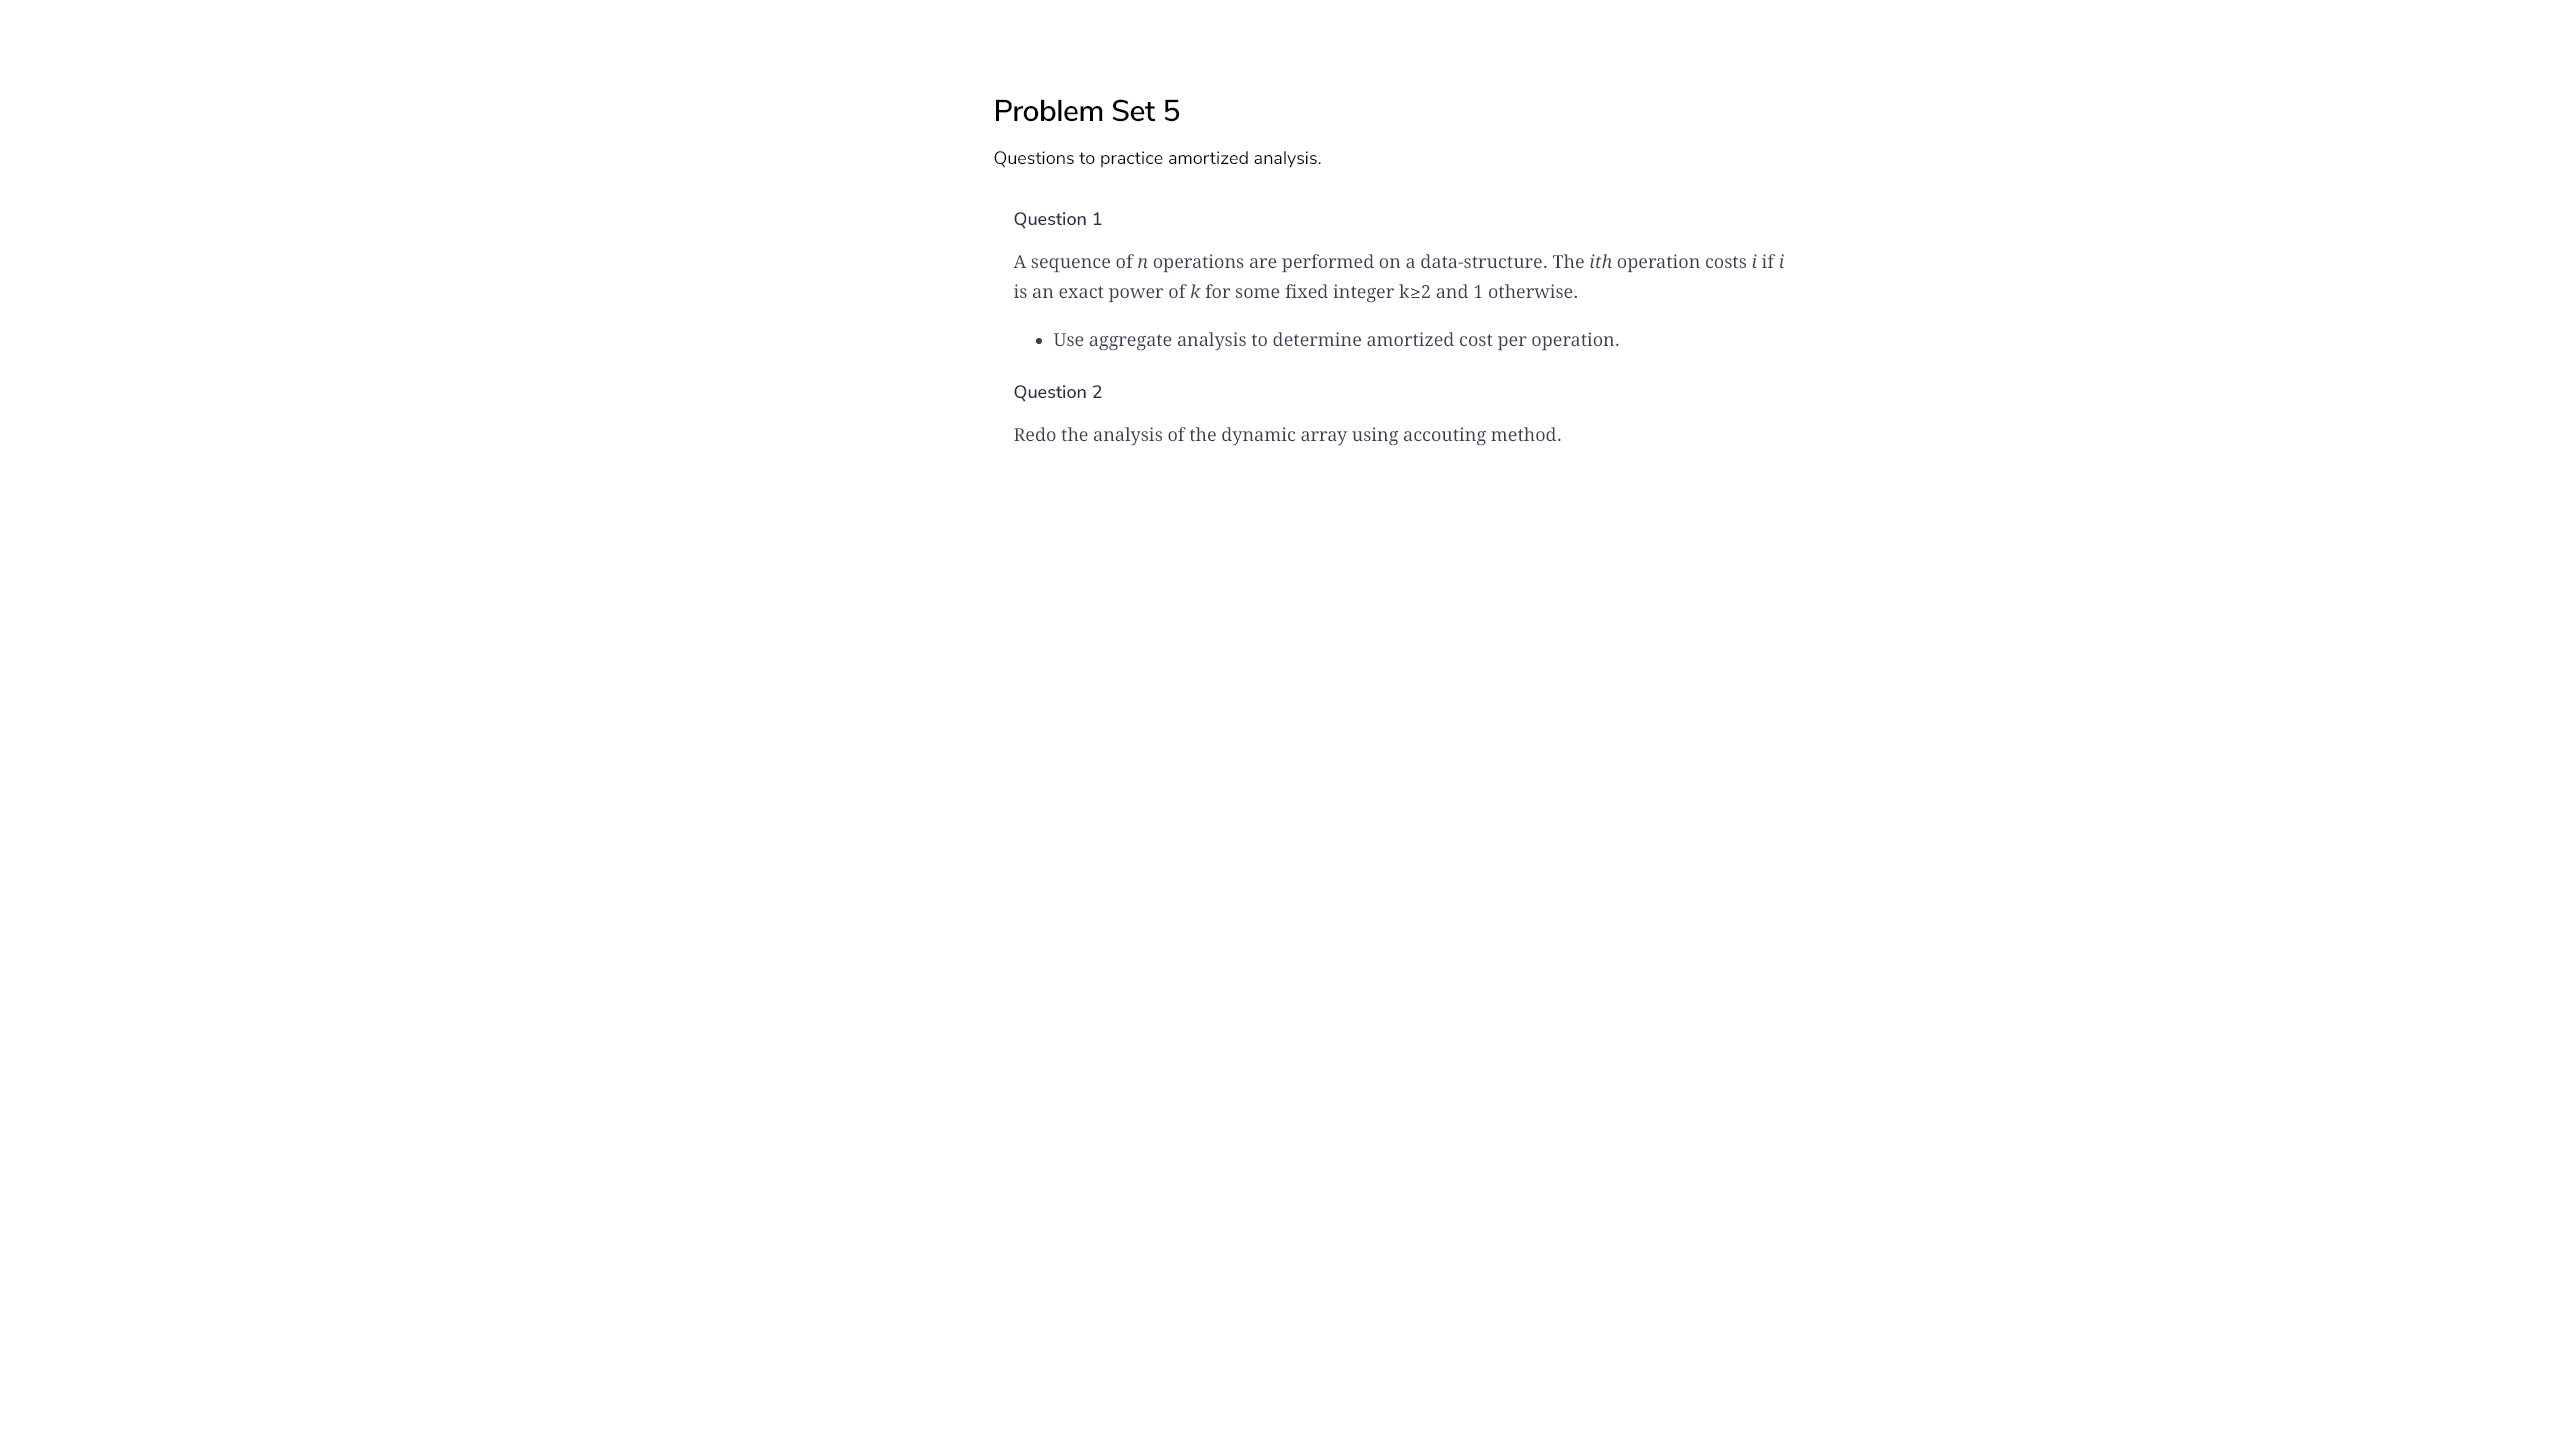 Problem Set 5
Questions to practice amortized analysis.
Question 1
A sequence of n operations are performed on a data-structure. The ith operation costs i if i
is an exact power of k for some fixed integer k≥2 and 1 otherwise.
• Use aggregate analysis to determine amortized cost per operation.
Question 2
Redo the analysis of the dynamic array using accouting method.